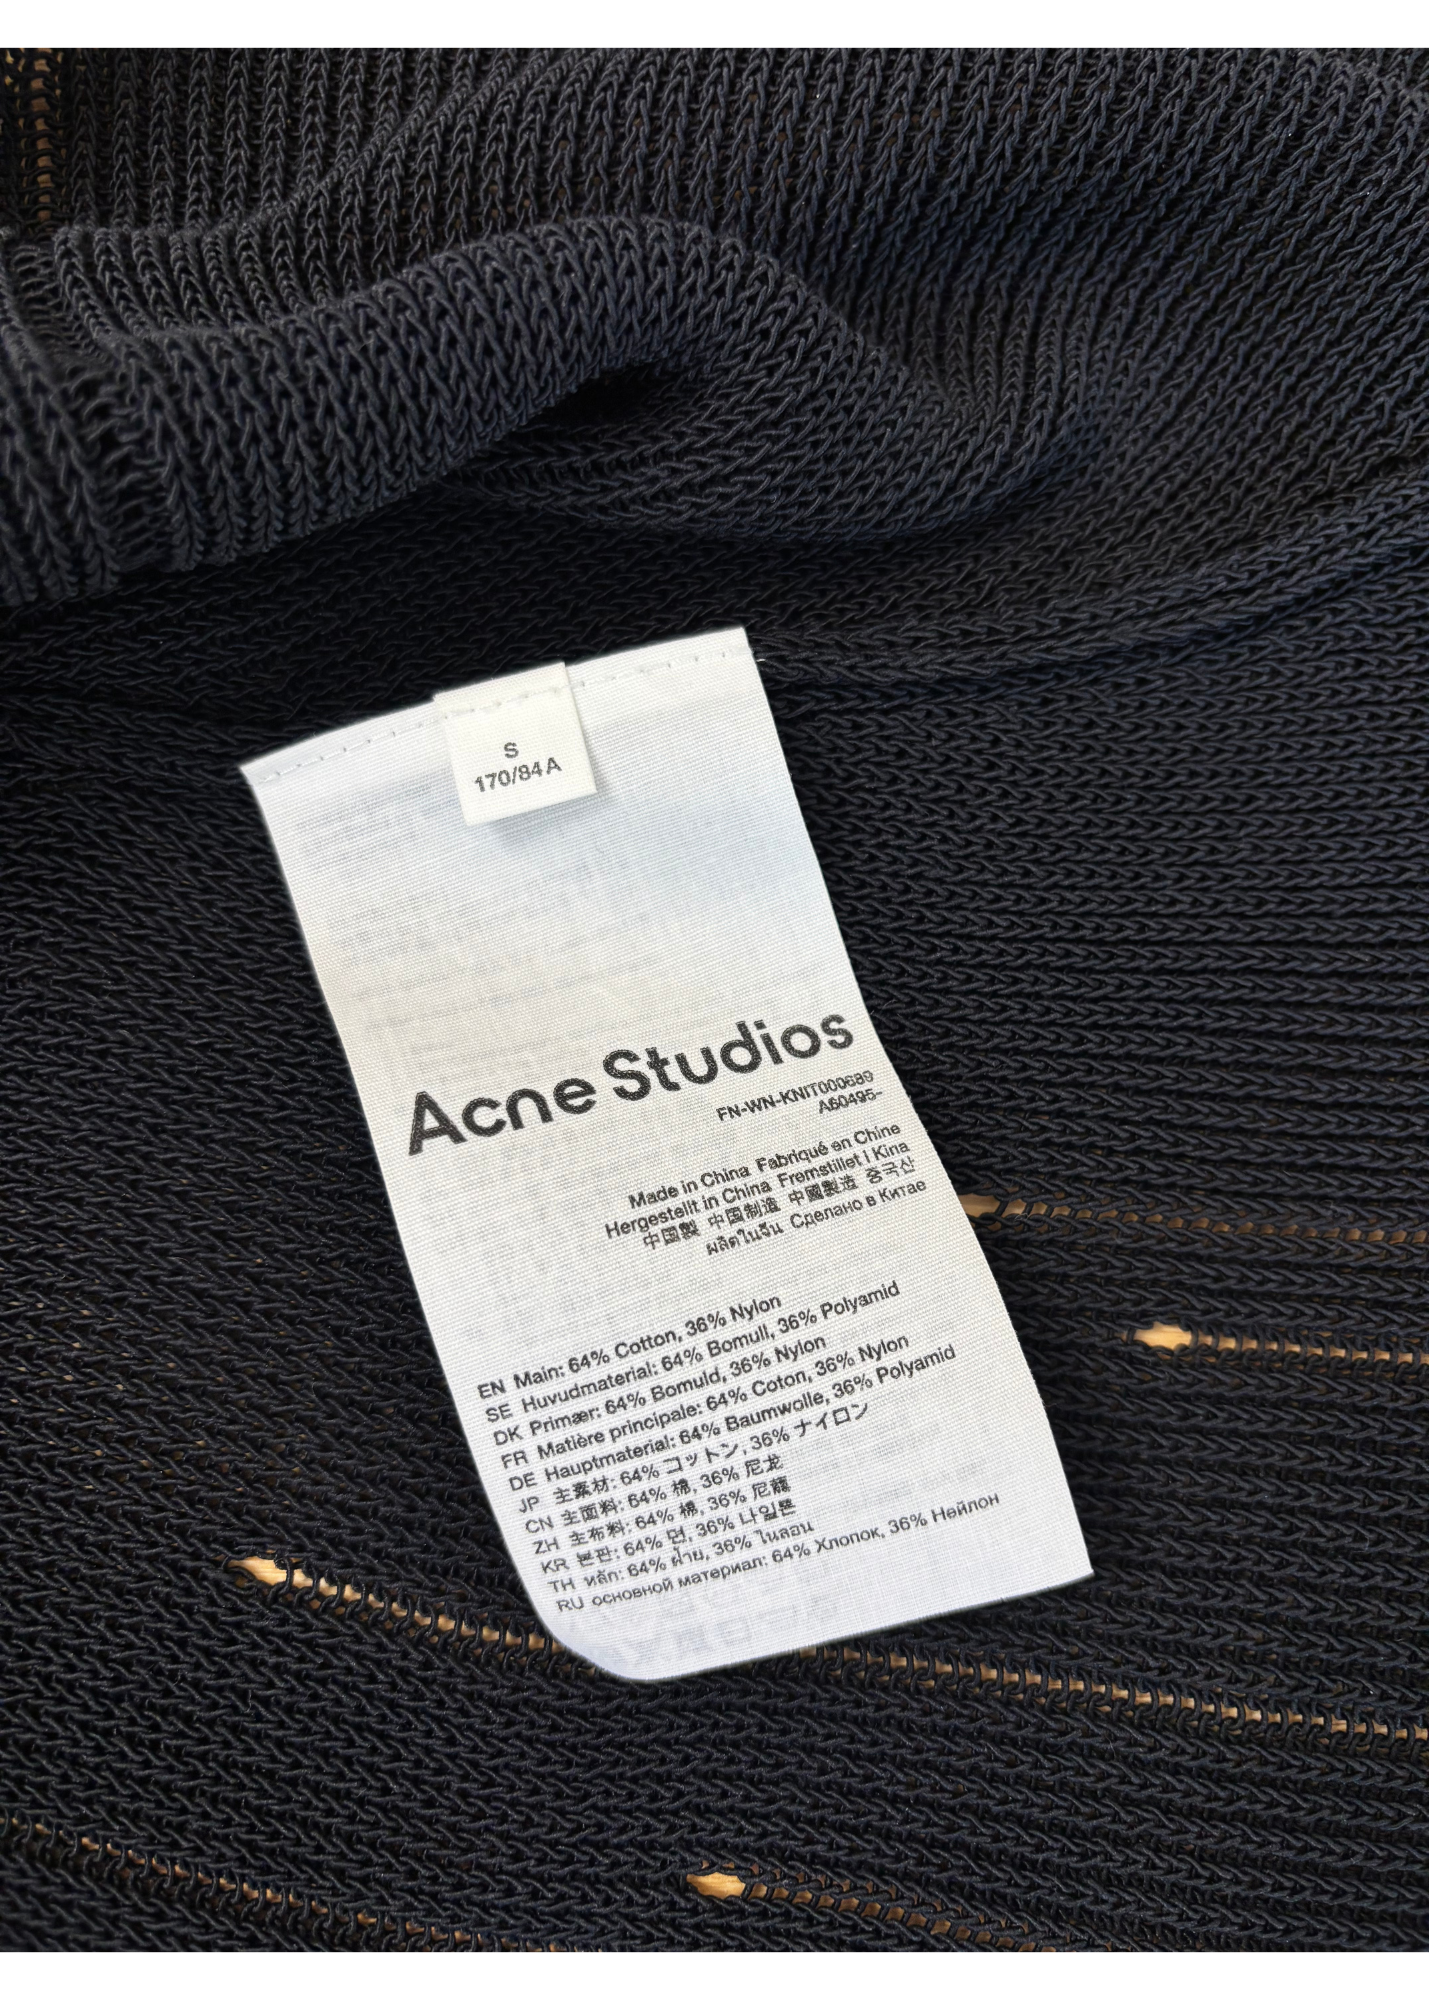 S
170/84A
Acne Studios
FN-WN-KNIT000689
A60495-
Made in China Fabriqué en Chine
Hergestellt in China Fremstillet I Kina
中国製 中国制造 中國製造 중국산
ผลิตในจีน Сделано в Китае
EN Main: 64% Cotton, 36% Nylon
SE Huvudmaterial: 64% Bomull, 36% Polyamid
DK Primær: 64% Bomuld, 36% Nylon
FR Matière principale: 64% Coton, 36% Nylon
DE Hauptmaterial: 64% Baumwolle, 36% Polyamid
JP 主素材: 64% コットン, 36% ナイロン
CN 主面料: 64% 棉, 36% 尼龙
ZH 主布料: 64% 棉, 36% 尼龍
KR 본판: 64% 면, 36% 나일론
TH หลัก: 64% ฝ้าย, 36% ไนลอน
RU основной материал: 64% Хлопок, 36% Нейлон